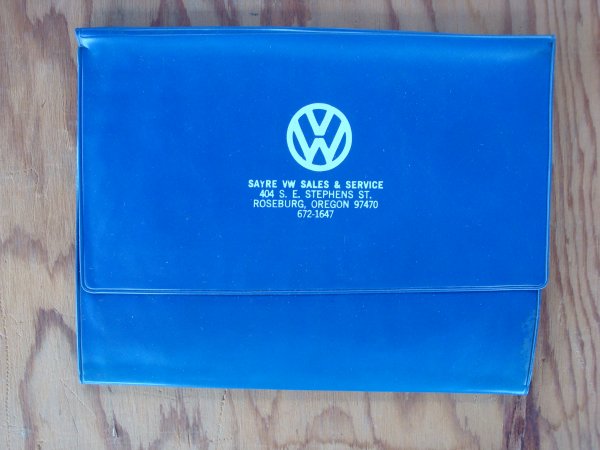 VW
SAYRE VW SALES & SERVICE
404 S. E. STEPHENS ST.
ROSEBURG, OREGON 97470
672-1647